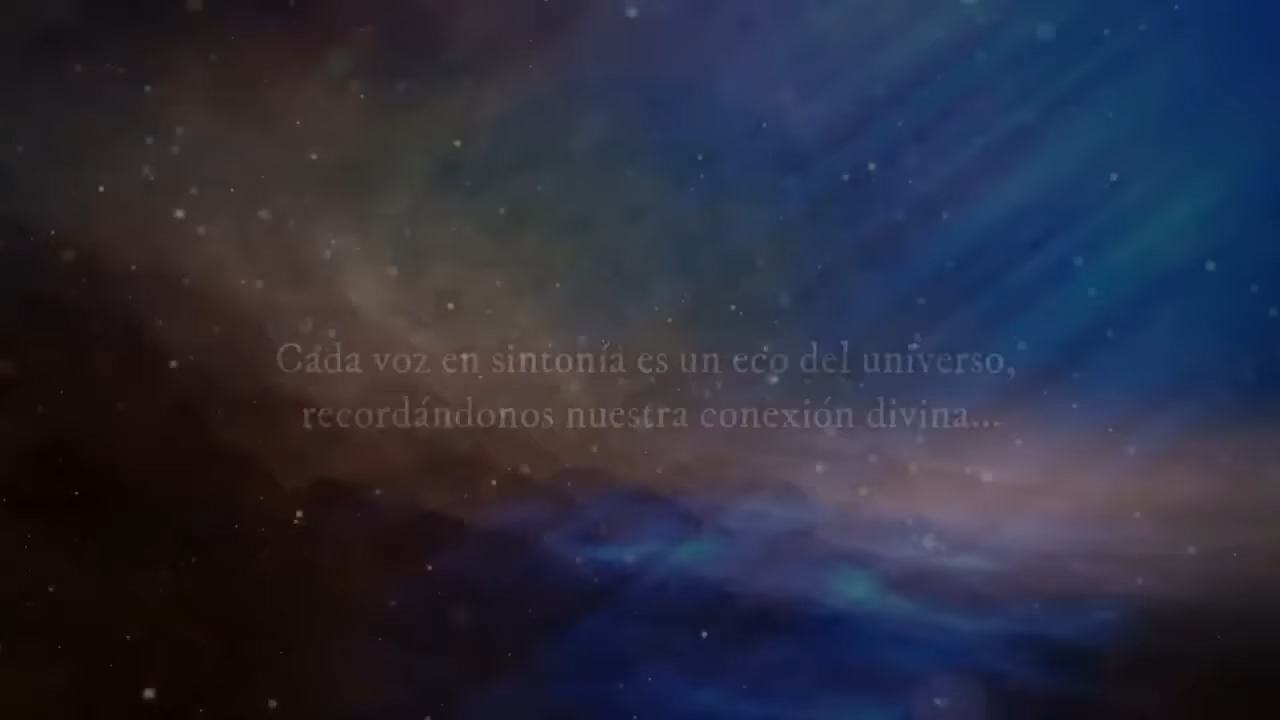 Cada voz en sintonía es un eco del universo,
recordándonos nuestra conexión divina...